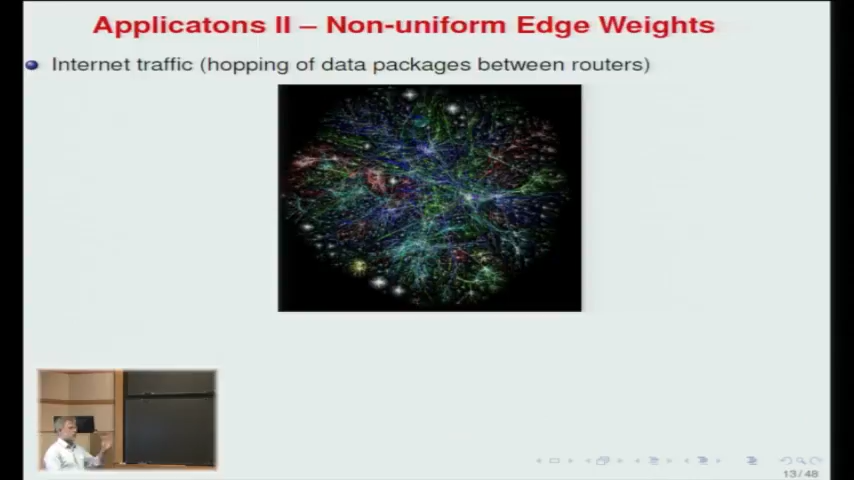 Applicatons II – Non-uniform Edge Weights
Internet traffic (hopping of data packages between routers)
13/48